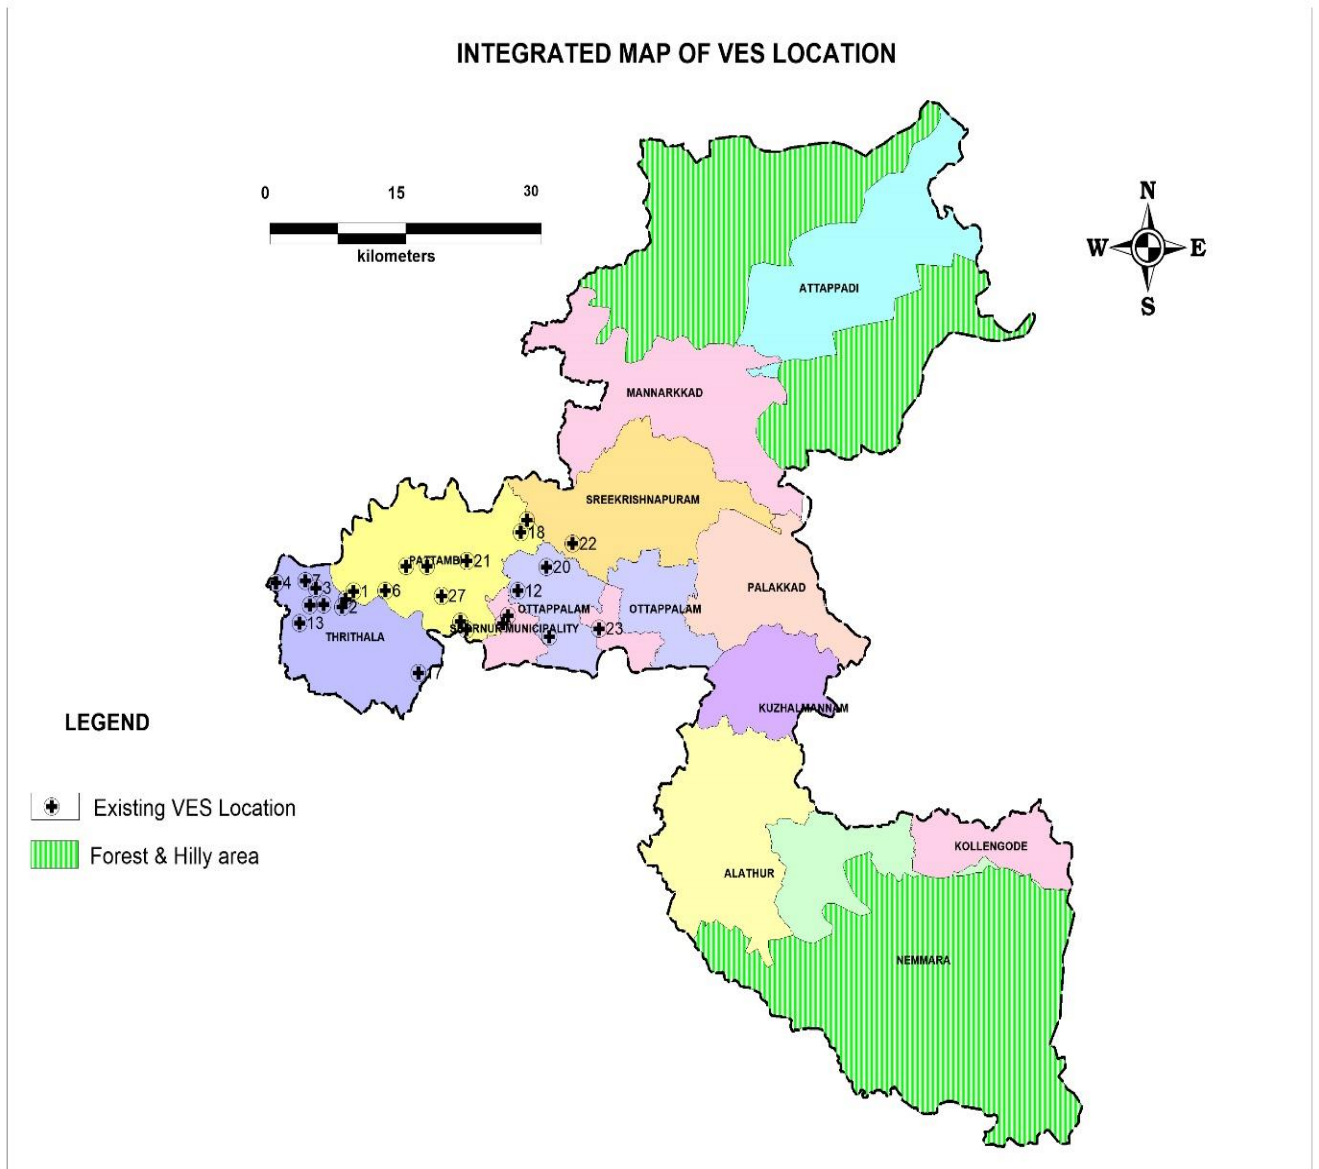 INTEGRATED MAP OF VES LOCATION
0 15 30
kilometers
N
W E
S
ATTAPPADI
MANNARKKAD
SREEKRISHNAPURAM
18
22
21
20
PALAKKAD
4
7
3
1
6
27
12
2
OTTAPPALAM
OTTAPPALAM
13
THRITHALA
MUNICIPALITY
23
17
KUZHALMANNAM
LEGEND
Existing VES Location
Forest & Hilly area
KOLLENGODE
ALATHUR
NEMMARA